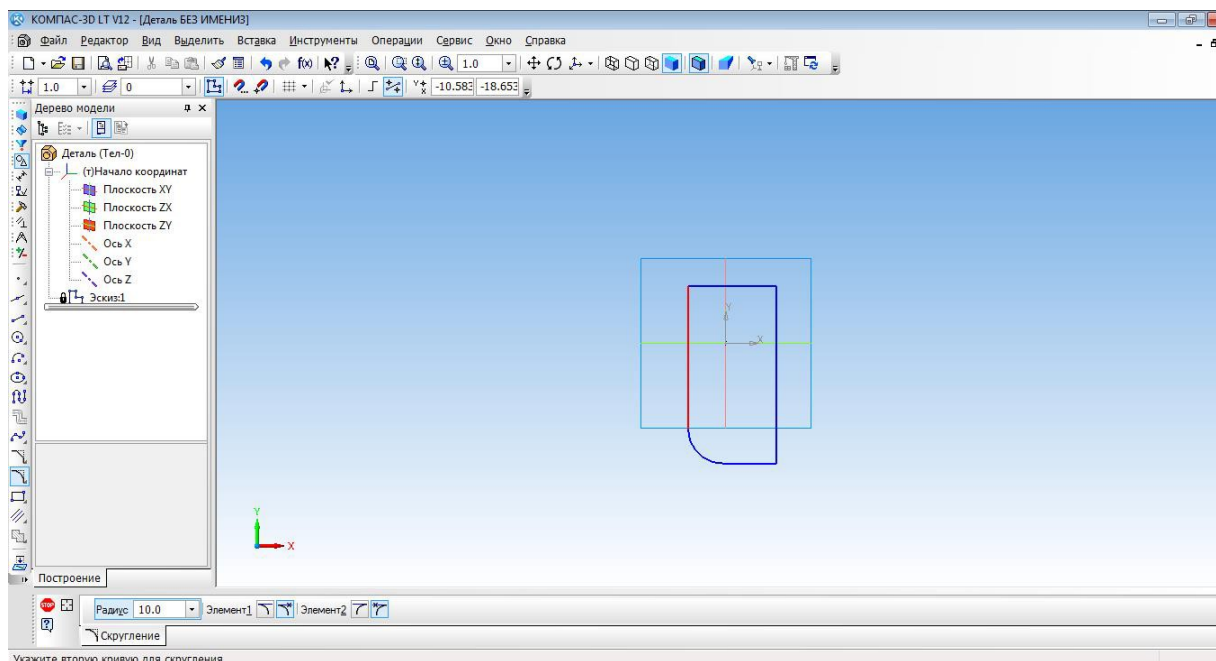 КОМПАС-3D LT V12 - [Деталь БЕЗ ИМЕНИ3]
Файл Редактор Вид Выделить Вставка Инструменты Операции Сервис Окно Справка
f(x) 1.0
1.0 0 -10.583 -18.653
Дерево модели
Деталь (Тел-0)
(т)Начало координат
Плоскость XY
Плоскость ZX
Плоскость ZY
Ось X
Ось Y
Ось Z
Эскиз:1
Y
X
Y
X
Построение
STOP Радиус 10.0 Элемент1 Элемент2
Скругление
Укажите вторую кривую для скругления